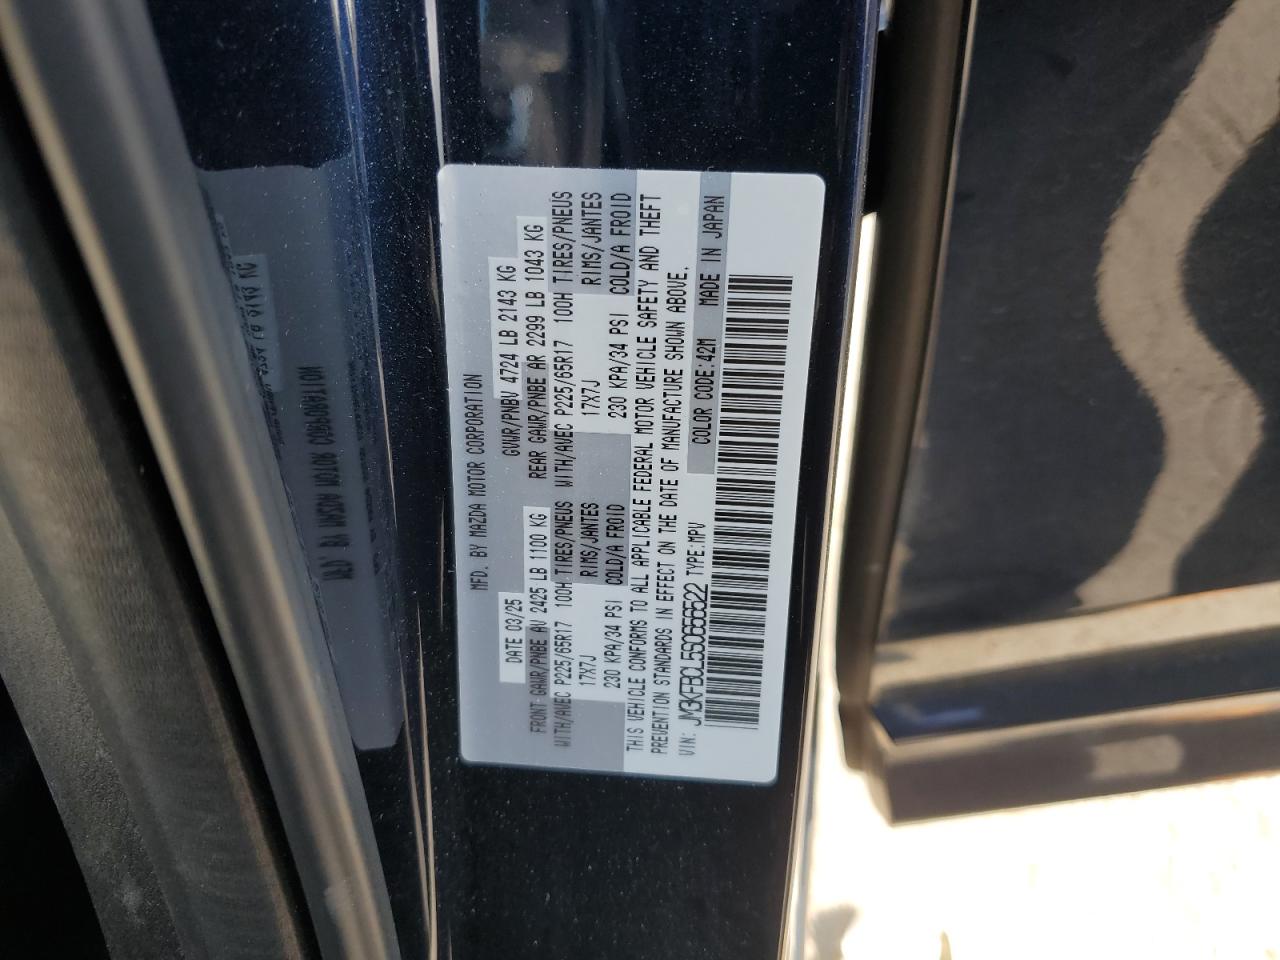 MFD. BY MAZDA MOTOR CORPORATION
DATE 03/25 GVWR/PNBV 4724 LB 2143 KG
FRONT GAWR/PNBE AV 2425 LB 1100 KG REAR GAWR/PNBE AR 2299 LB 1043 KG
WITH/AVEC P225/65R17 100H TIRES/PNEUS WITH/AVEC P225/65R17 100H TIRES/PNEUS
17X7J RIMS/JANTES 17X7J RIMS/JANTES
230 KPA/34 PSI COLD/A FROID 230 KPA/34 PSI COLD/A FROID
THIS VEHICLE CONFORMS TO ALL APPLICABLE FEDERAL MOTOR VEHICLE SAFETY AND THEFT
PREVENTION STANDARDS IN EFFECT ON THE DATE OF MANUFACTURE SHOWN ABOVE.
VIN: JM3KFBCL5S0656522 TYPE:MPV COLOR CODE:42M MADE IN JAPAN